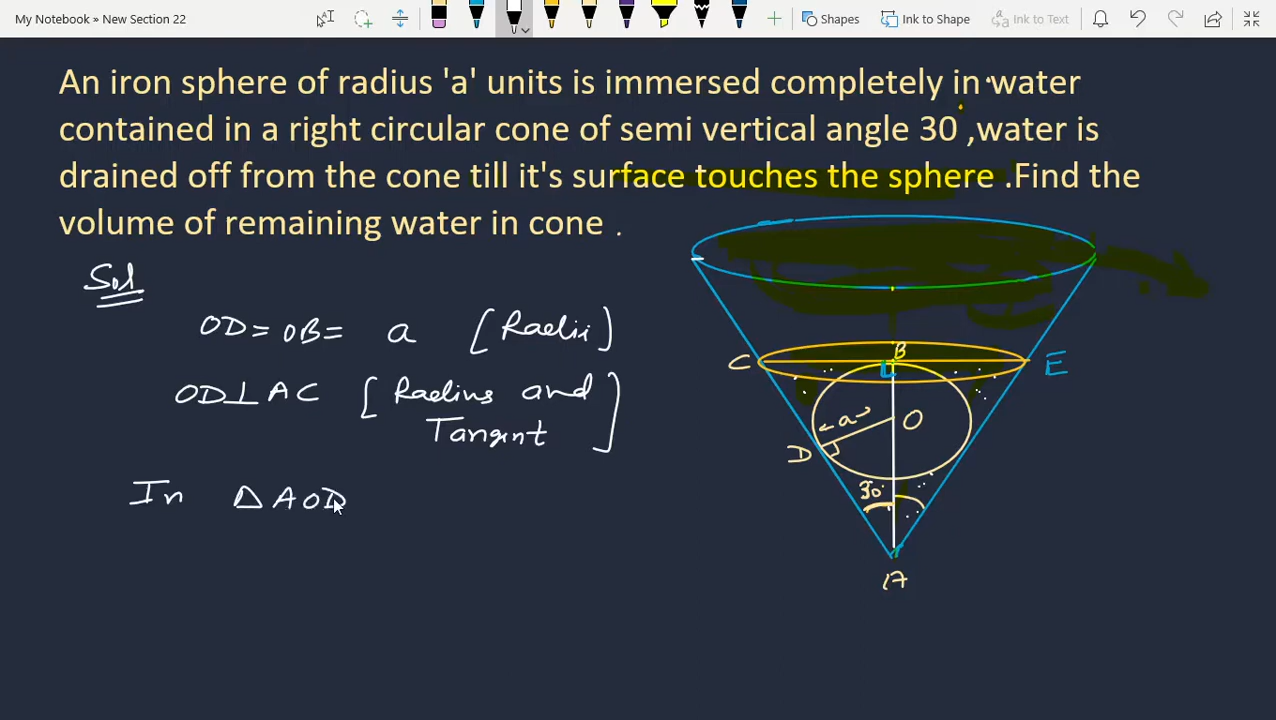 My Notebook » New Section 22
Shapes
Ink to Shape
Ink to Text
An iron sphere of radius 'a' units is immersed completely in water
contained in a right circular cone of semi vertical angle 30 ,water is
drained off from the cone till it's surface touches the sphere .Find the
volume of remaining water in cone .
Sol
OD = OB = a [Radii]
OD⊥AC [Radius and
Tangent]
In Δ AOD
B
C
E
L
a
O
D
30
A